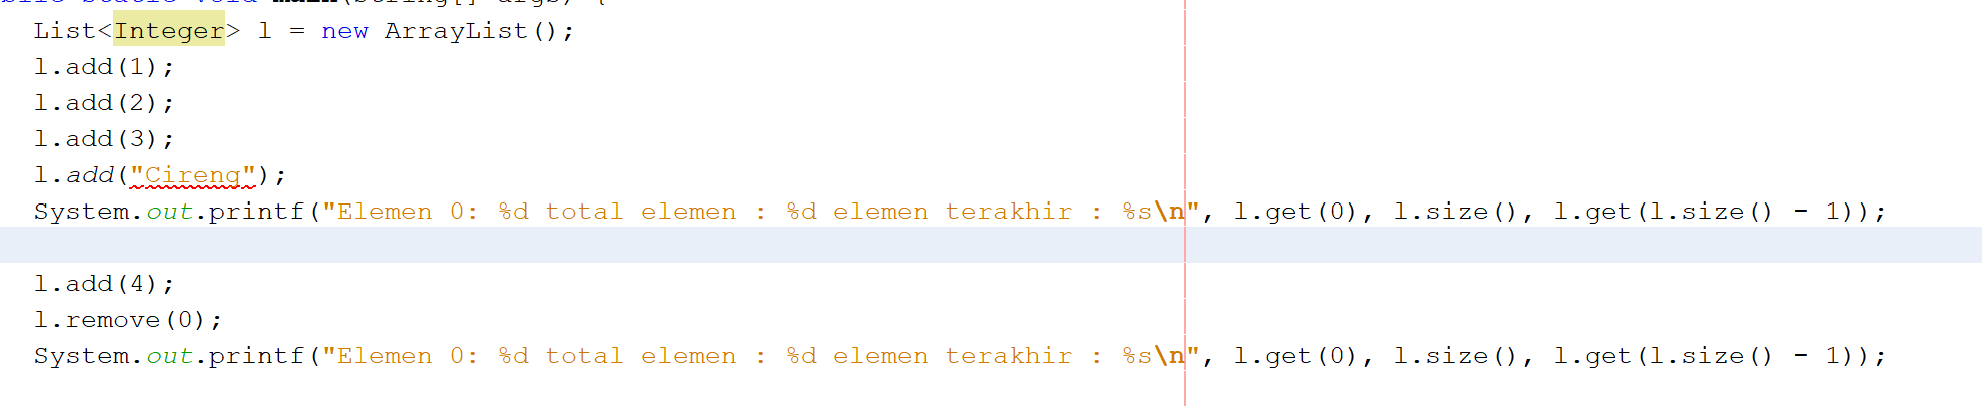 List<Integer> l = new ArrayList();
l.add(1);
l.add(2);
l.add(3);
l.add("Cireng");
System.out.printf("Elemen 0: %d total elemen : %d elemen terakhir : %s\n", l.get(0), l.size(), l.get(l.size() - 1));
l.add(4);
l.remove(0);
System.out.printf("Elemen 0: %d total elemen : %d elemen terakhir : %s\n", l.get(0), l.size(), l.get(l.size() - 1));